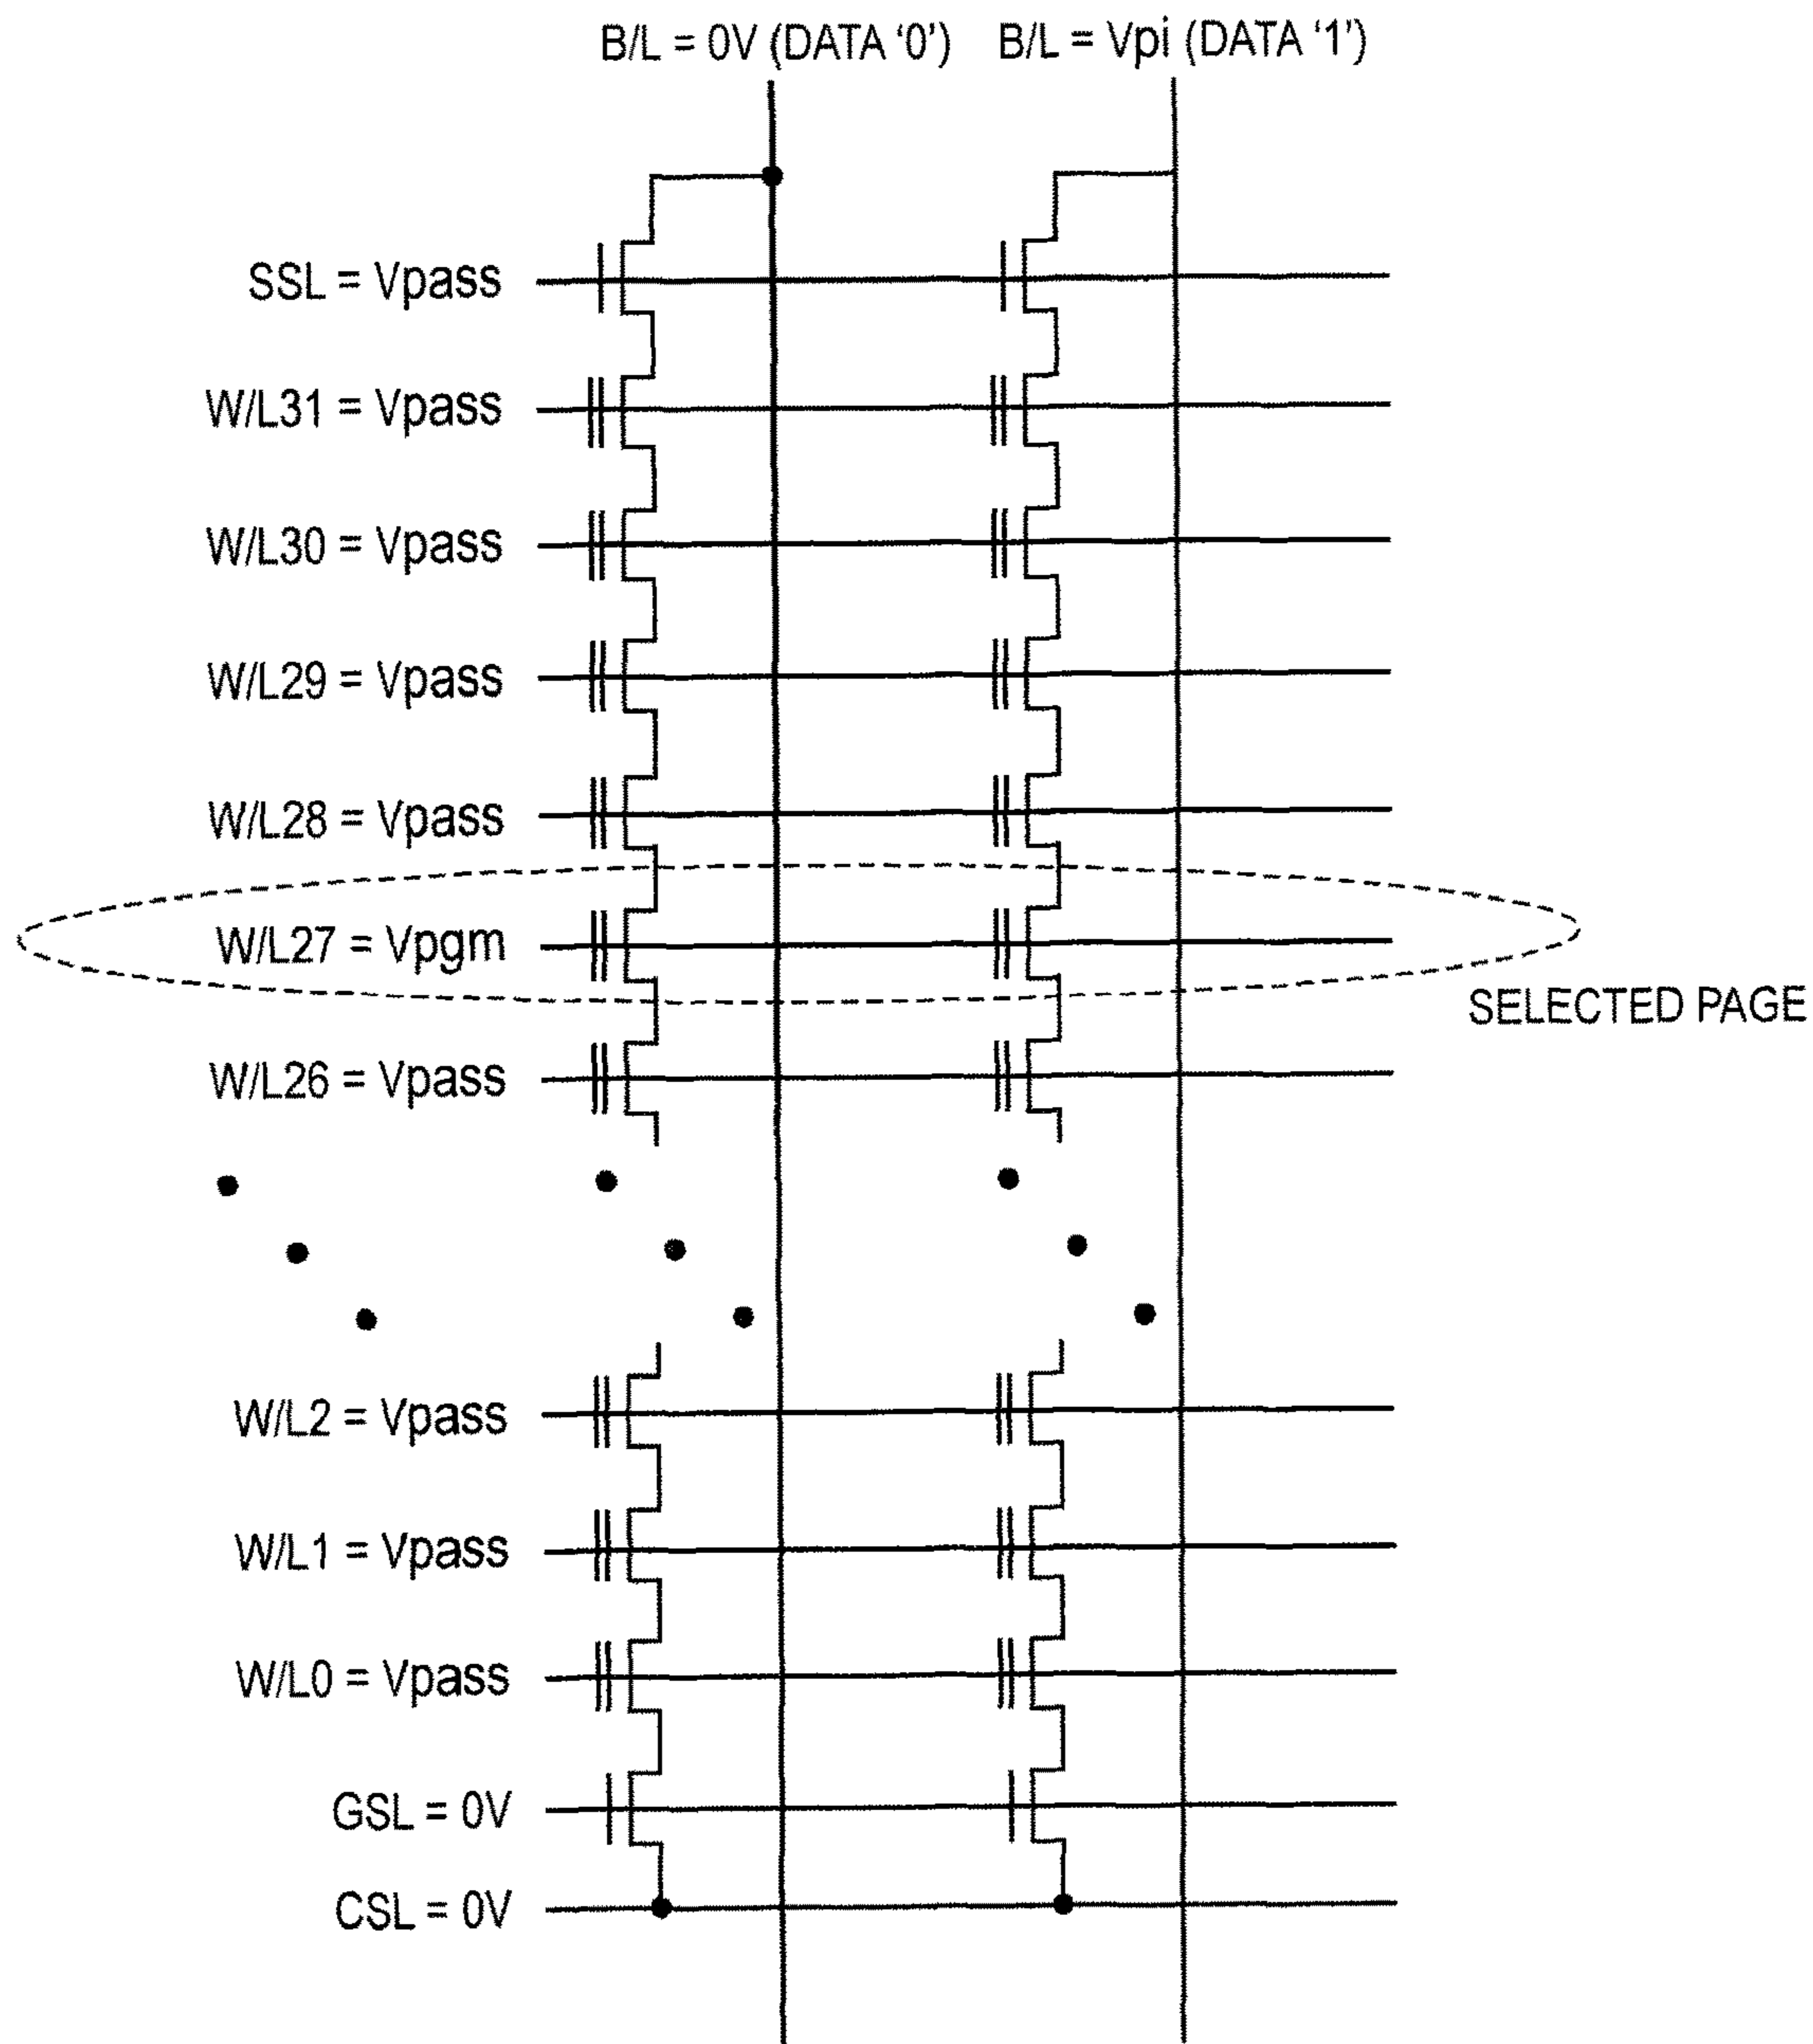 B/L = 0V (DATA ‘0’) B/L = Vpi (DATA ‘1’)
SSL = Vpass
W/L31 = Vpass
W/L30 = Vpass
W/L29 = Vpass
W/L28 = Vpass
W/L27 = Vpgm
SELECTED PAGE
W/L26 = Vpass
W/L2 = Vpass
W/L1 = Vpass
W/L0 = Vpass
GSL = 0V
CSL = 0V